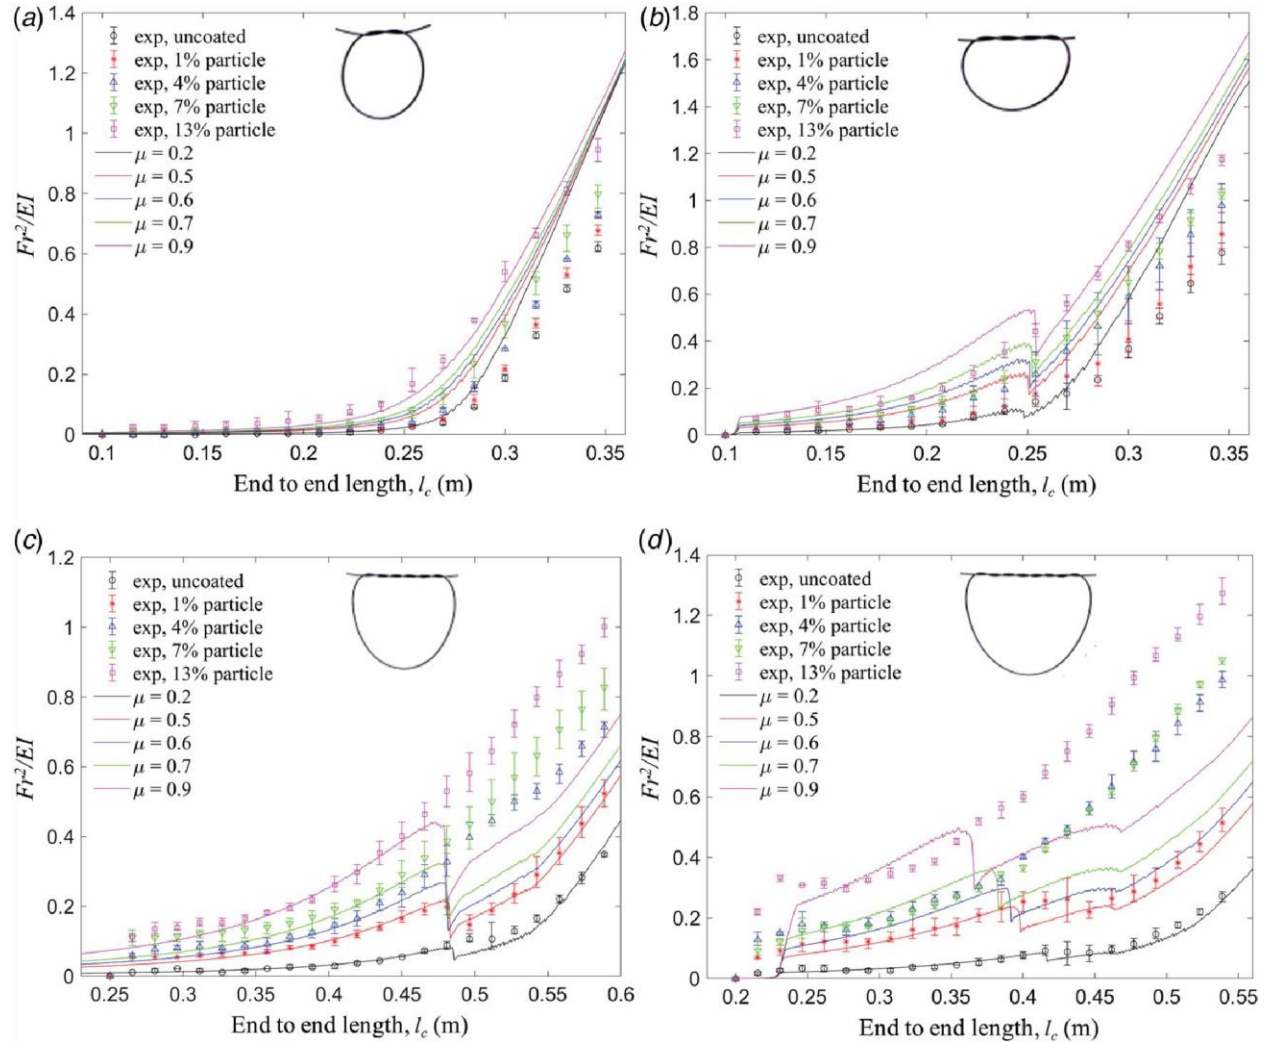 (a)
1.4
1.2
1
0.8
0.6
0.4
0.2
0
Fr²/EI
exp, uncoated
exp, 1% particle
exp, 4% particle
exp, 7% particle
exp, 13% particle
μ = 0.2
μ = 0.5
μ = 0.6
μ = 0.7
μ = 0.9
0.1 0.15 0.2 0.25 0.3 0.35
End to end length, l_c (m)
(b)
1.8
1.6
1.4
1.2
1
0.8
0.6
0.4
0.2
0
Fr²/EI
exp, uncoated
exp, 1% particle
exp, 4% particle
exp, 7% particle
exp, 13% particle
μ = 0.2
μ = 0.5
μ = 0.6
μ = 0.7
μ = 0.9
0.1 0.15 0.2 0.25 0.3 0.35
End to end length, l_c (m)
(c)
1.2
1
0.8
0.6
0.4
0.2
0
Fr²/EI
exp, uncoated
exp, 1% particle
exp, 4% particle
exp, 7% particle
exp, 13% particle
μ = 0.2
μ = 0.5
μ = 0.6
μ = 0.7
μ = 0.9
0.25 0.3 0.35 0.4 0.45 0.5 0.55 0.6
End to end length, l_c (m)
(d)
1.4
1.2
1
0.8
0.6
0.4
0.2
0
Fr²/EI
exp, uncoated
exp, 1% particle
exp, 4% particle
exp, 7% particle
exp, 13% particle
μ = 0.2
μ = 0.5
μ = 0.6
μ = 0.7
μ = 0.9
0.2 0.25 0.3 0.35 0.4 0.45 0.5 0.55
End to end length, l_c (m)